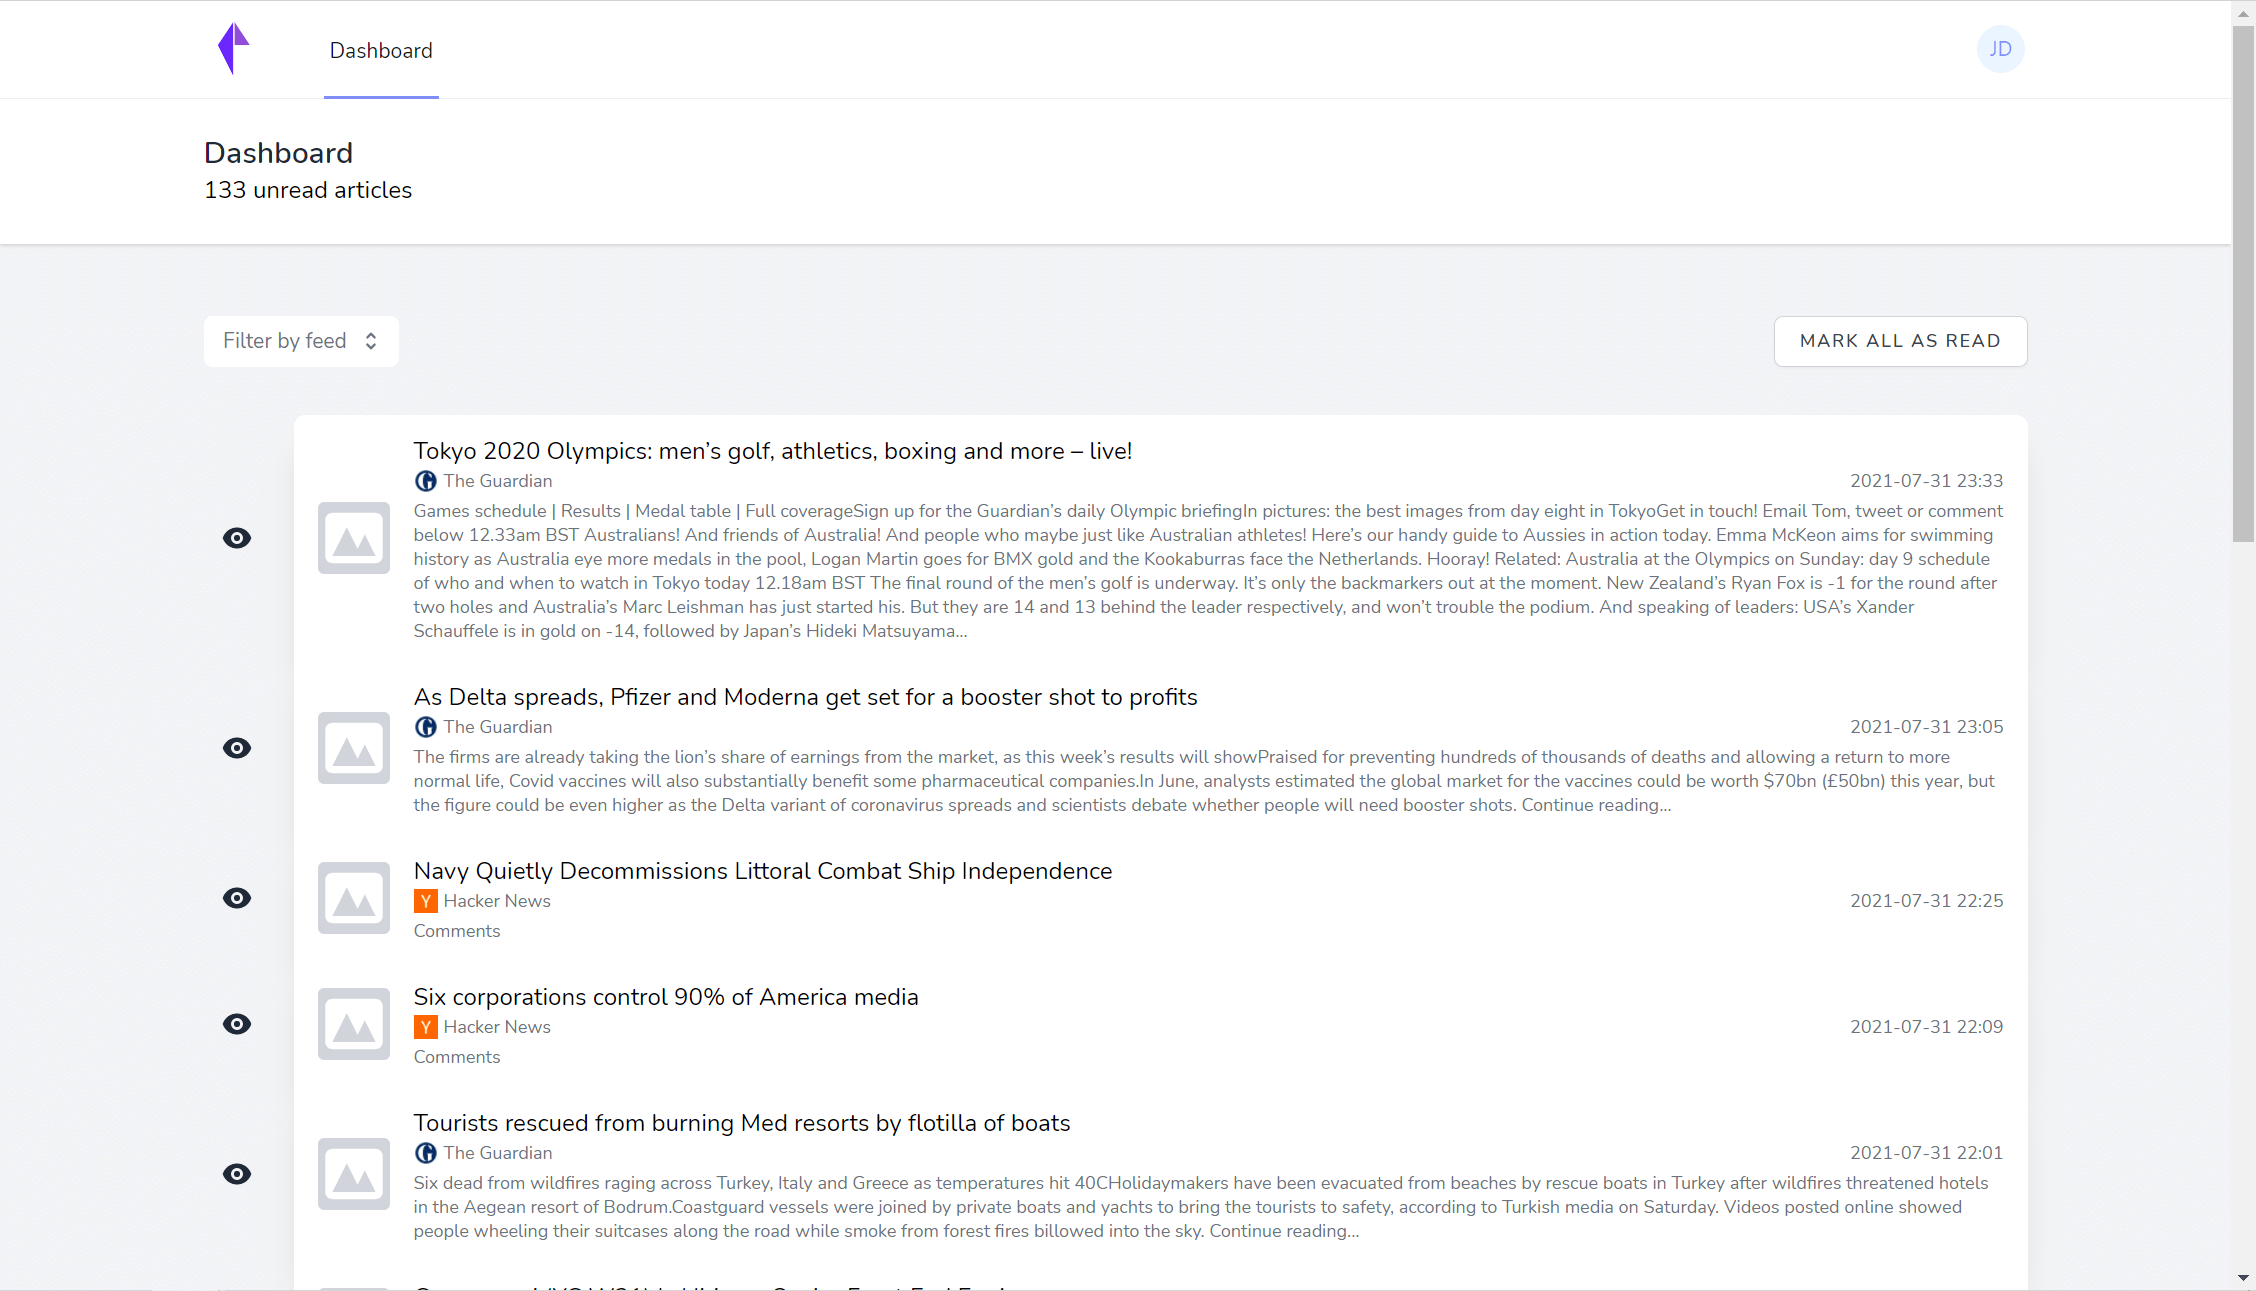 Dashboard
JD
Dashboard
133 unread articles
Filter by feed
MARK ALL AS READ
Tokyo 2020 Olympics: men’s golf, athletics, boxing and more – live!
The Guardian
2021-07-31 23:33
Games schedule | Results | Medal table | Full coverageSign up for the Guardian’s daily Olympic briefingIn pictures: the best images from day eight in TokyoGet in touch! Email Tom, tweet or comment
below 12.33am BST Australians! And friends of Australia! And people who maybe just like Australian athletes! Here’s our handy guide to Aussies in action today. Emma McKeon aims for swimming
history as Australia eye more medals in the pool, Logan Martin goes for BMX gold and the Kookaburras face the Netherlands. Hooray! Related: Australia at the Olympics on Sunday: day 9 schedule
of who and when to watch in Tokyo today 12.18am BST The final round of the men’s golf is underway. It’s only the backmarkers out at the moment. New Zealand’s Ryan Fox is -1 for the round after
two holes and Australia’s Marc Leishman has just started his. But they are 14 and 13 behind the leader respectively, and won’t trouble the podium. And speaking of leaders: USA’s Xander
Schauffele is in gold on -14, followed by Japan’s Hideki Matsuyama...
As Delta spreads, Pfizer and Moderna get set for a booster shot to profits
The Guardian
2021-07-31 23:05
The firms are already taking the lion’s share of earnings from the market, as this week’s results will showPraised for preventing hundreds of thousands of deaths and allowing a return to more
normal life, Covid vaccines will also substantially benefit some pharmaceutical companies.In June, analysts estimated the global market for the vaccines could be worth $70bn (£50bn) this year, but
the figure could be even higher as the Delta variant of coronavirus spreads and scientists debate whether people will need booster shots. Continue reading...
Navy Quietly Decommissions Littoral Combat Ship Independence
Y Hacker News
2021-07-31 22:25
Comments
Six corporations control 90% of America media
Y Hacker News
2021-07-31 22:09
Comments
Tourists rescued from burning Med resorts by flotilla of boats
The Guardian
2021-07-31 22:01
Six dead from wildfires raging across Turkey, Italy and Greece as temperatures hit 40CHolidaymakers have been evacuated from beaches by rescue boats in Turkey after wildfires threatened hotels
in the Aegean resort of Bodrum.Coastguard vessels were joined by private boats and yachts to bring the tourists to safety, according to Turkish media on Saturday. Videos posted online showed
people wheeling their suitcases along the road while smoke from forest fires billowed into the sky. Continue reading...